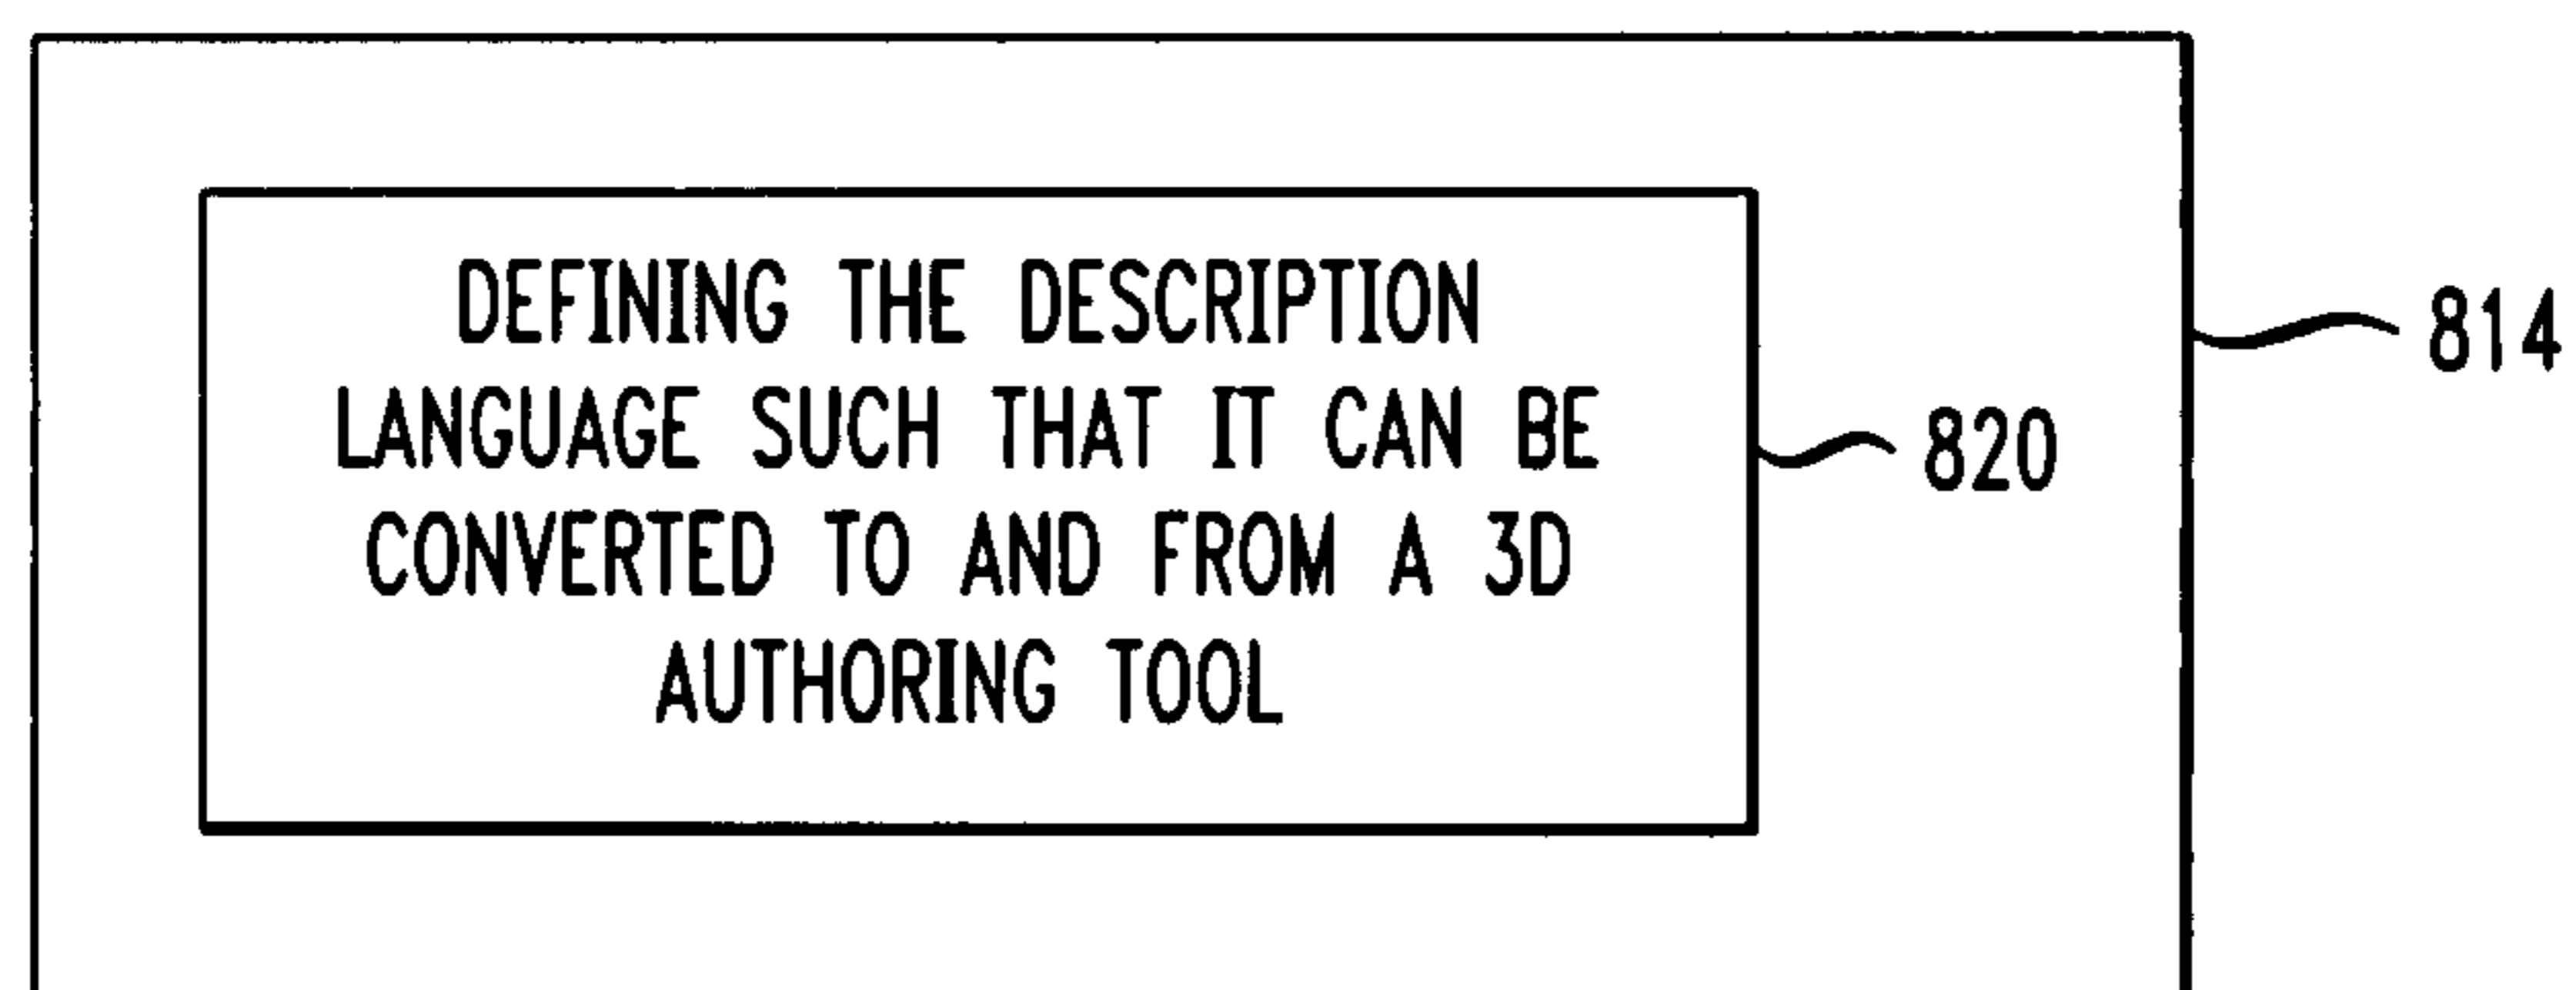 DEFINING THE DESCRIPTION
LANGUAGE SUCH THAT IT CAN BE
CONVERTED TO AND FROM A 3D
AUTHORING TOOL
814
820